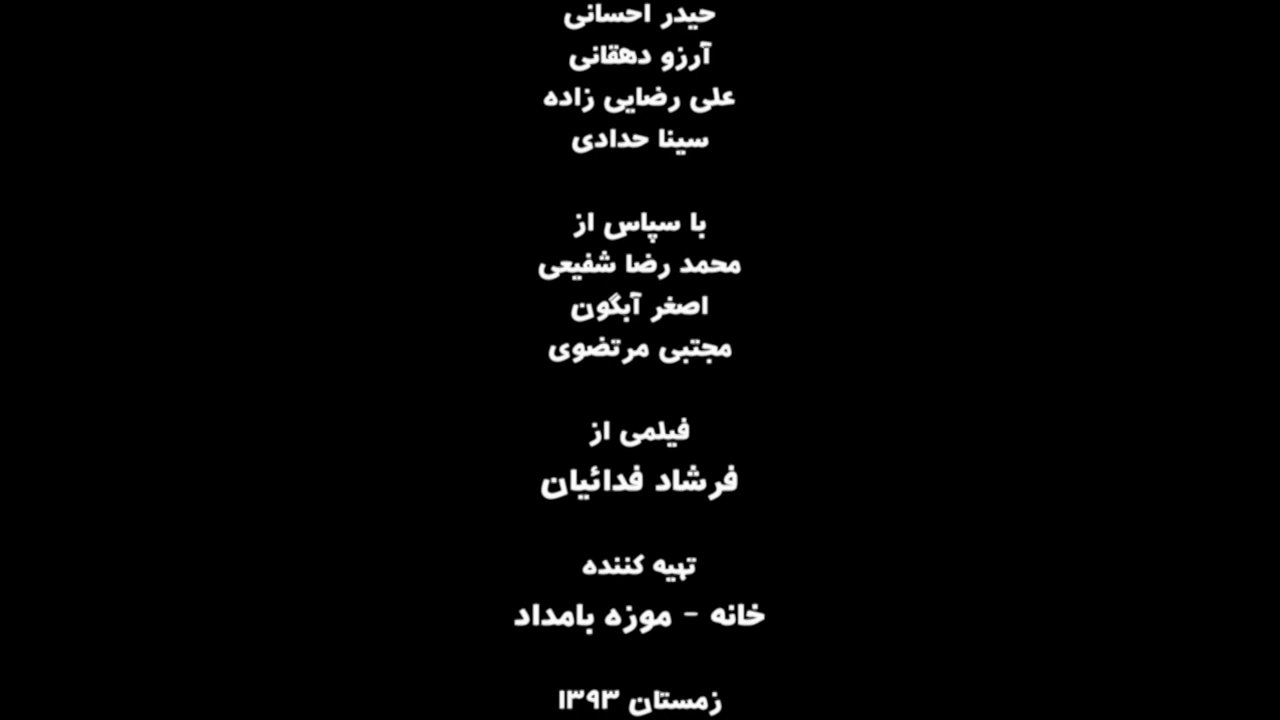 حیدر احسانی
آرزو دهقانی
علی رضایی زاده
سینا حدادی
با سپاس از
محمد رضا شفیعی
اصغر آبگون
مجتبی مرتضوی
فیلمی از
فرشاد فدائیان
تهیه کننده
خانه - موزه بامداد
زمستان ۱۳۹۳